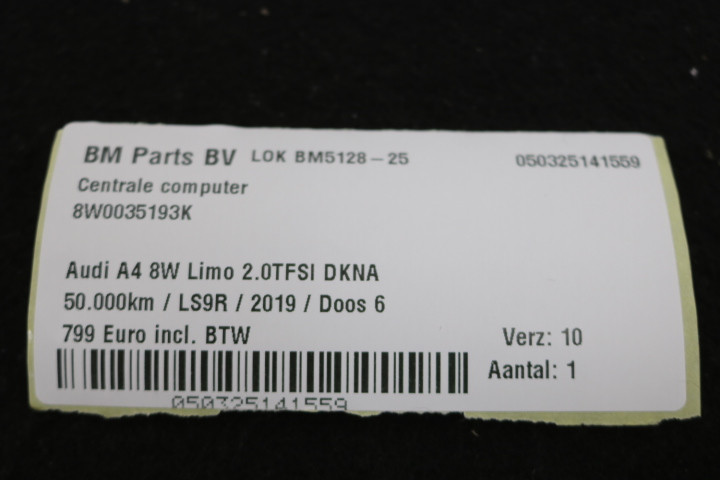 BM Parts BV LOK BM5128-25 050325141559
Centrale computer
8W0035193K
Audi A4 8W Limo 2.0TFSI DKNA
50.000km / LS9R / 2019 / Doos 6
799 Euro incl. BTW Verz: 10
Aantal: 1
050325141559